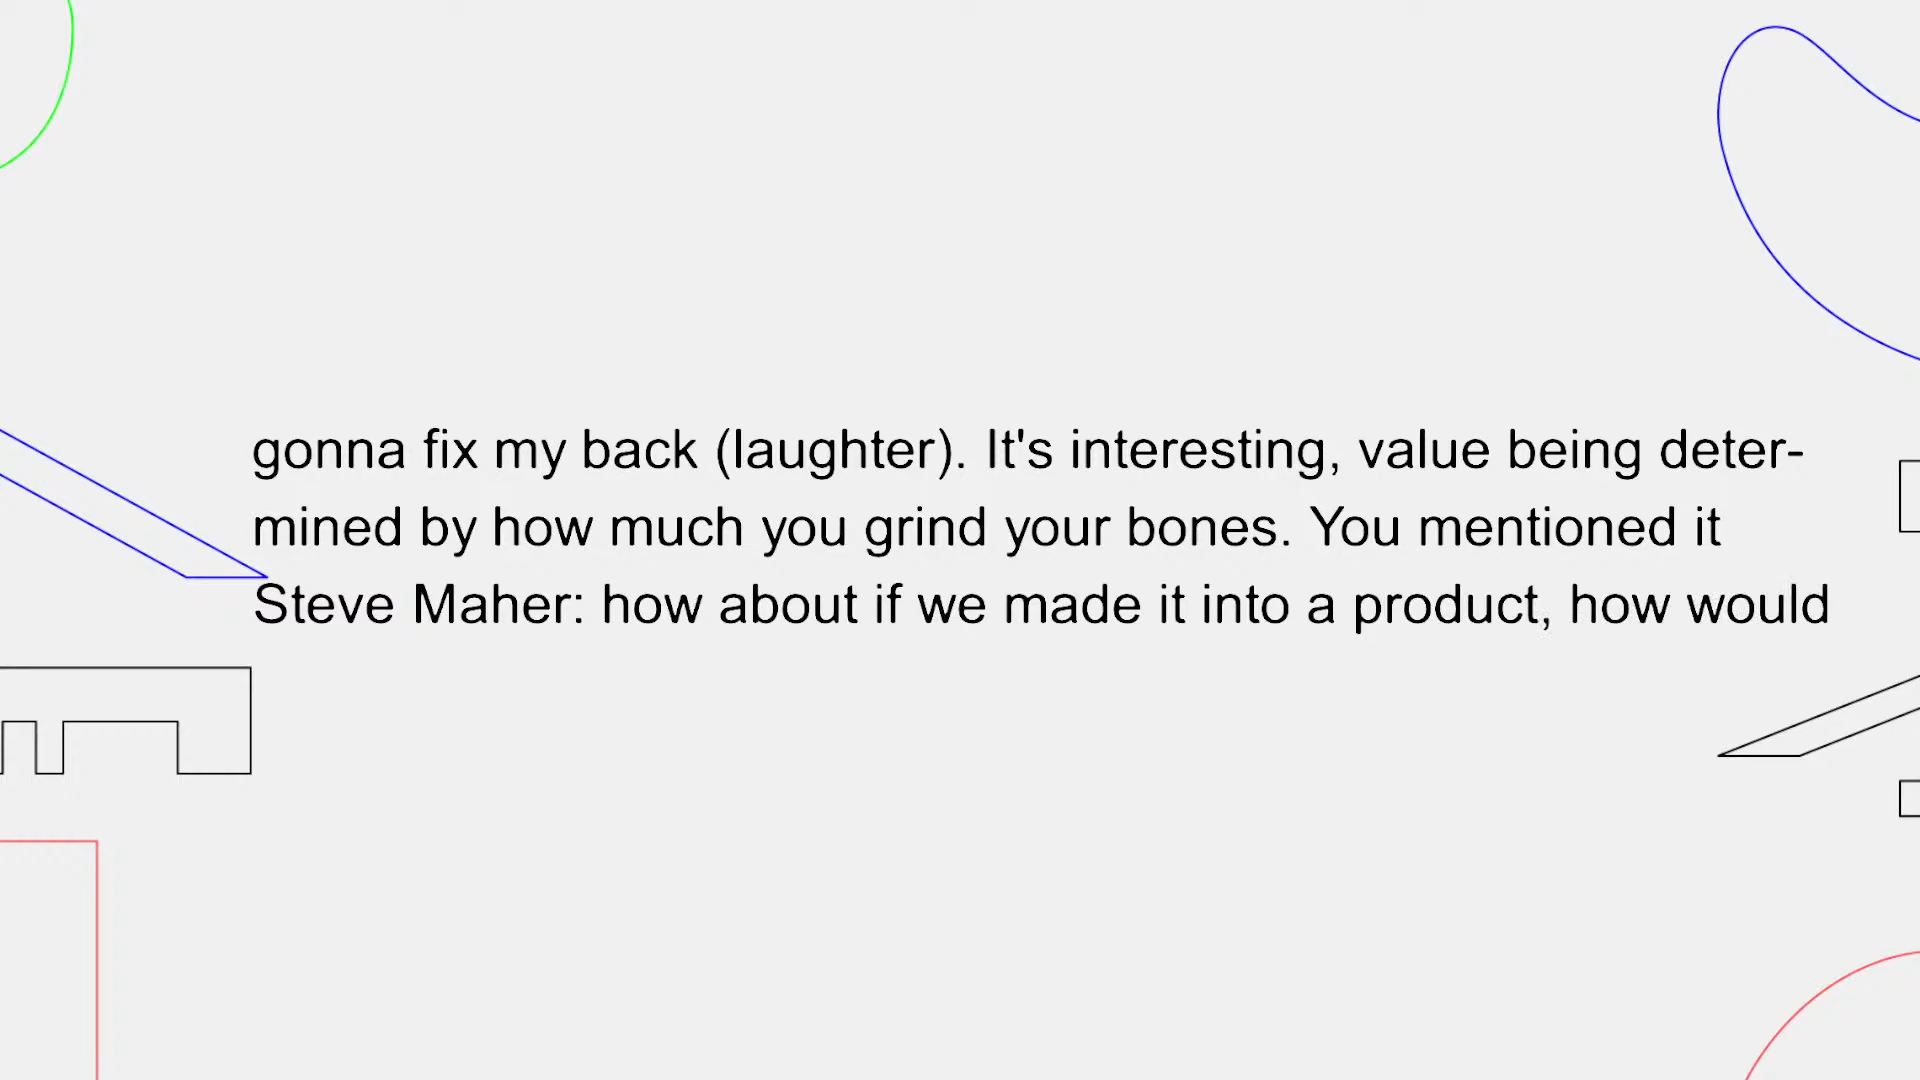 gonna fix my back (laughter). It's interesting, value being deter-
mined by how much you grind your bones. You mentioned it
Steve Maher: how about if we made it into a product, how would